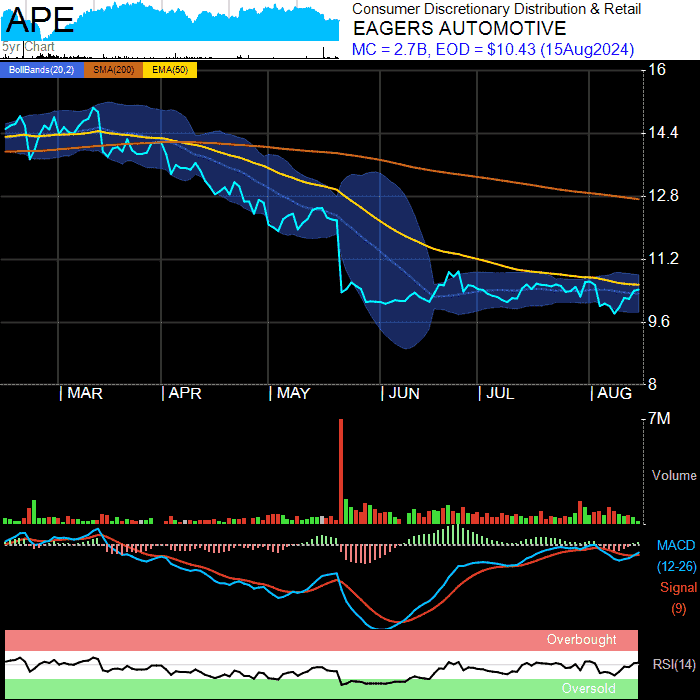 APE
5yr Chart
Consumer Discretionary Distribution & Retail
EAGERS AUTOMOTIVE
MC = 2.7B, EOD = $10.43 (15Aug2024)
BollBands(20,2) SMA(200) EMA(50)
16
14.4
12.8
11.2
9.6
8
MAR APR MAY JUN JUL AUG
7M
Volume
MACD
(12-26)
Signal
(9)
Overbought
RSI(14)
Oversold